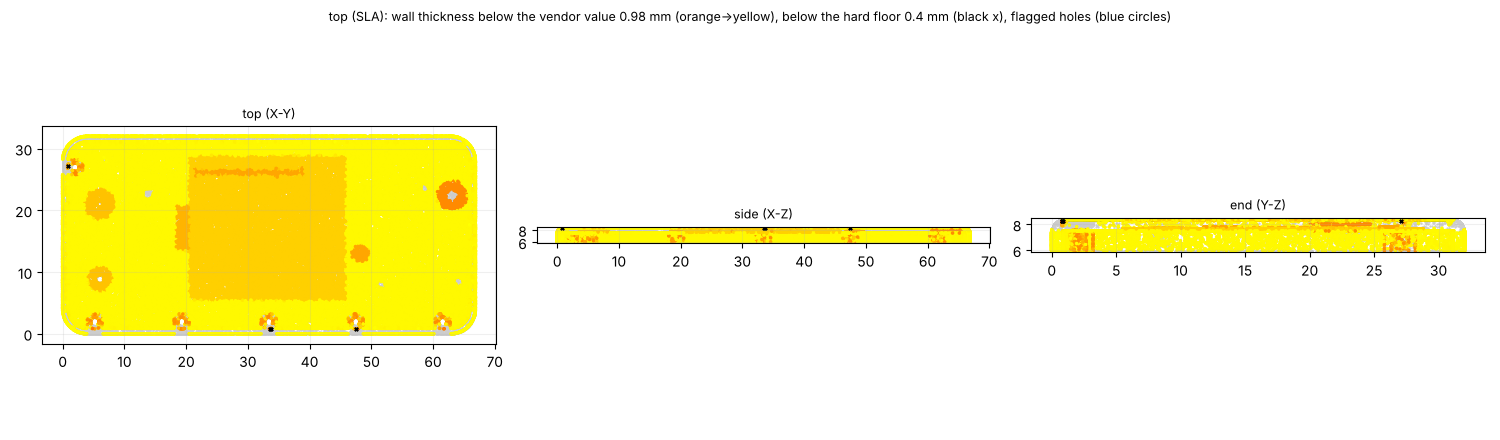 top (SLA): wall thickness below the vendor value 0.98 mm (orange→yellow), below the hard floor 0.4 mm (black x), flagged holes (blue circles)
top (X-Y)
30
20
10
0
0 10 20 30 40 50 60 70
side (X-Z)
8
6
0 10 20 30 40 50 60 70
end (Y-Z)
8
6
0 5 10 15 20 25 30